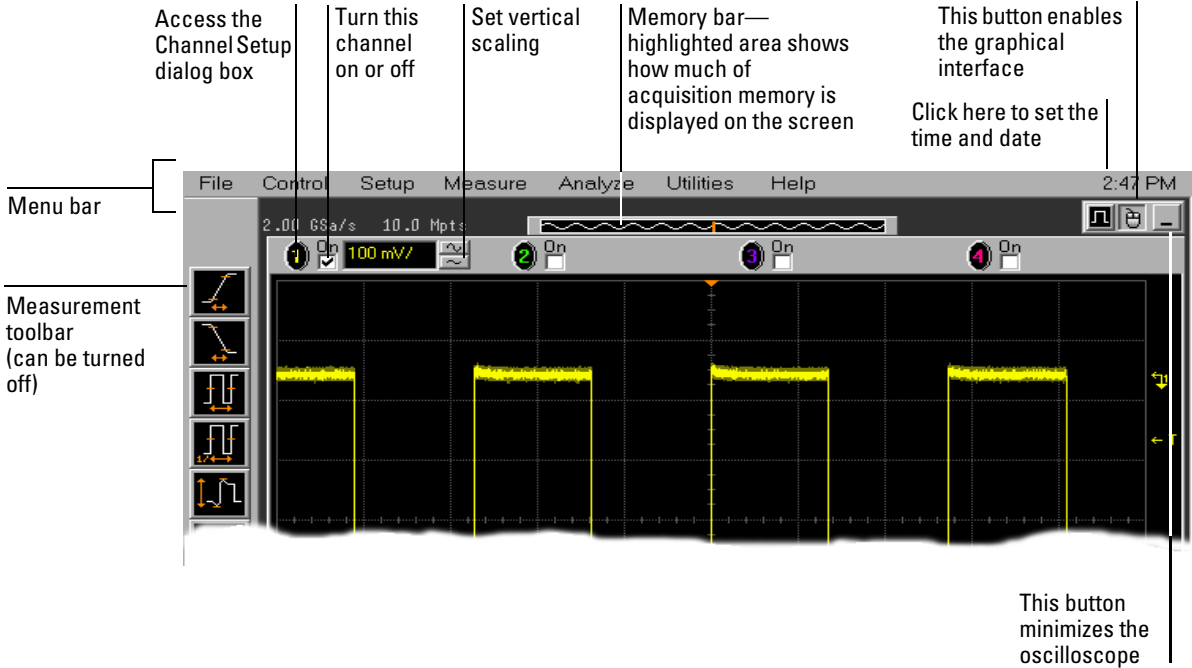 Access the
Channel Setup
dialog box
Turn this
channel
on or off
Set vertical
scaling
Memory bar—
highlighted area shows
how much of
acquisition memory is
displayed on the screen
This button enables
the graphical
interface
Click here to set the
time and date
Menu bar
File Control Setup Measure Analyze Utilities Help 2:47 PM
2.00 GSa/s 10.0 Mpts
1 On 100 mV/ 2 On 3 On 4 On
Measurement
toolbar
(can be turned
off)
1
T
1/
This button
minimizes the
oscilloscope